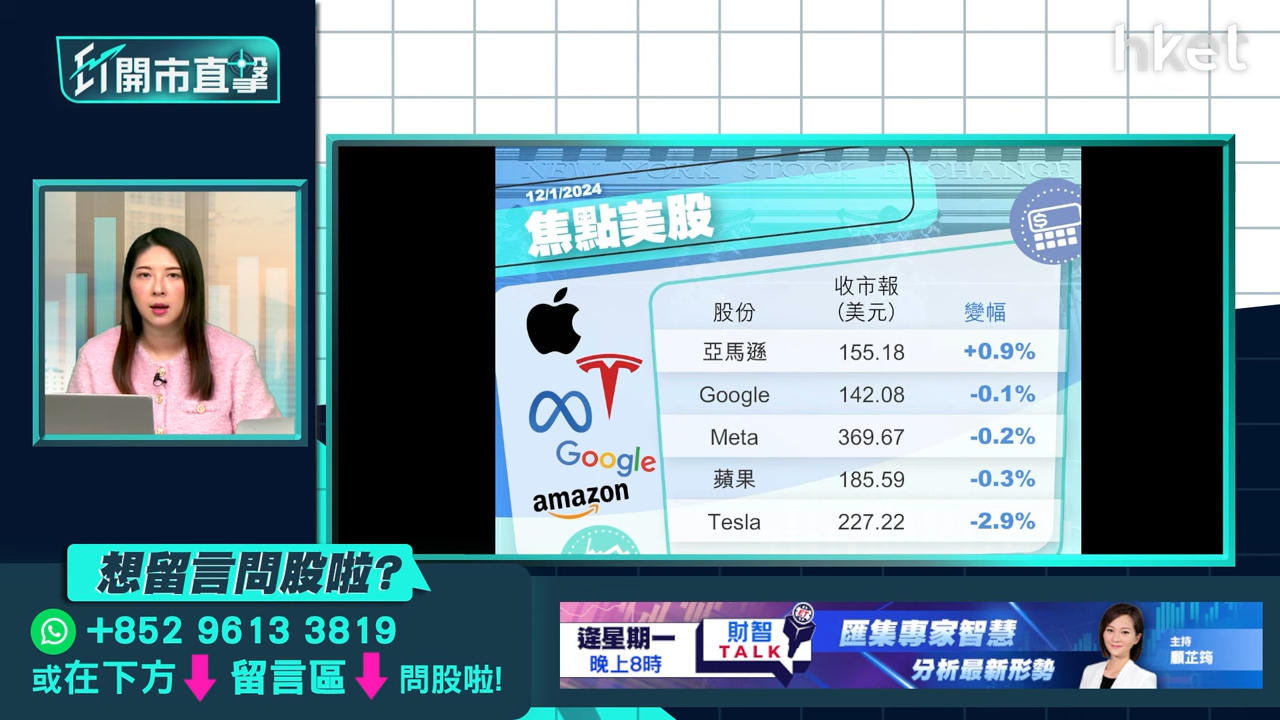 hket
ET 開市直擊
NEW YORK STOCK EXCHANGE
12/1/2024
焦點美股
$
股份 收市報(美元) 變幅
亞馬遜 155.18 +0.9%
Google 142.08 -0.1%
Meta 369.67 -0.2%
蘋果 185.59 -0.3%
Tesla 227.22 -2.9%
Google
amazon
想留言問股啦?
+852 9613 3819
或在下方 留言區 問股啦!
逢星期一
晚上8時
財智
TALK
匯集專家智慧
分析最新形勢
主持
顏芷筠